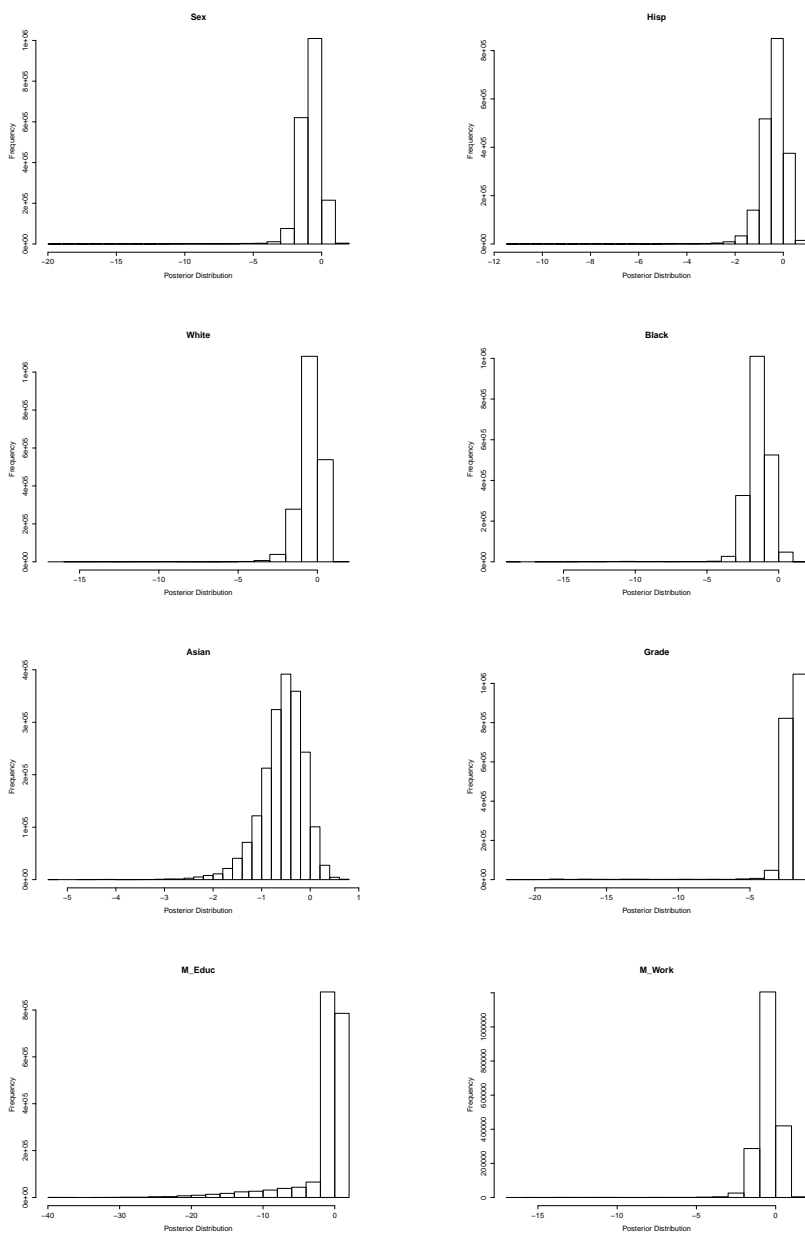 Sex
Frequency
0e+00 2e+05 4e+05 6e+05 8e+05 1e+06
−20 −15 −10 −5 0
Posterior Distribution
Hisp
Frequency
0e+00 2e+05 4e+05 6e+05 8e+05
−12 −10 −8 −6 −4 −2 0
Posterior Distribution
White
Frequency
0e+00 2e+05 4e+05 6e+05 8e+05 1e+06
−15 −10 −5 0
Posterior Distribution
Black
Frequency
0e+00 2e+05 4e+05 6e+05 8e+05 1e+06
−15 −10 −5 0
Posterior Distribution
Asian
Frequency
0e+00 1e+05 2e+05 3e+05 4e+05
−5 −4 −3 −2 −1 0 1
Posterior Distribution
Grade
Frequency
0e+00 2e+05 4e+05 6e+05 8e+05 1e+06
−20 −15 −10 −5
Posterior Distribution
M_Educ
Frequency
0e+00 2e+05 4e+05 6e+05 8e+05
−40 −30 −20 −10 0
Posterior Distribution
M_Work
Frequency
0 200000 400000 600000 800000 1000000
−15 −10 −5 0
Posterior Distribution